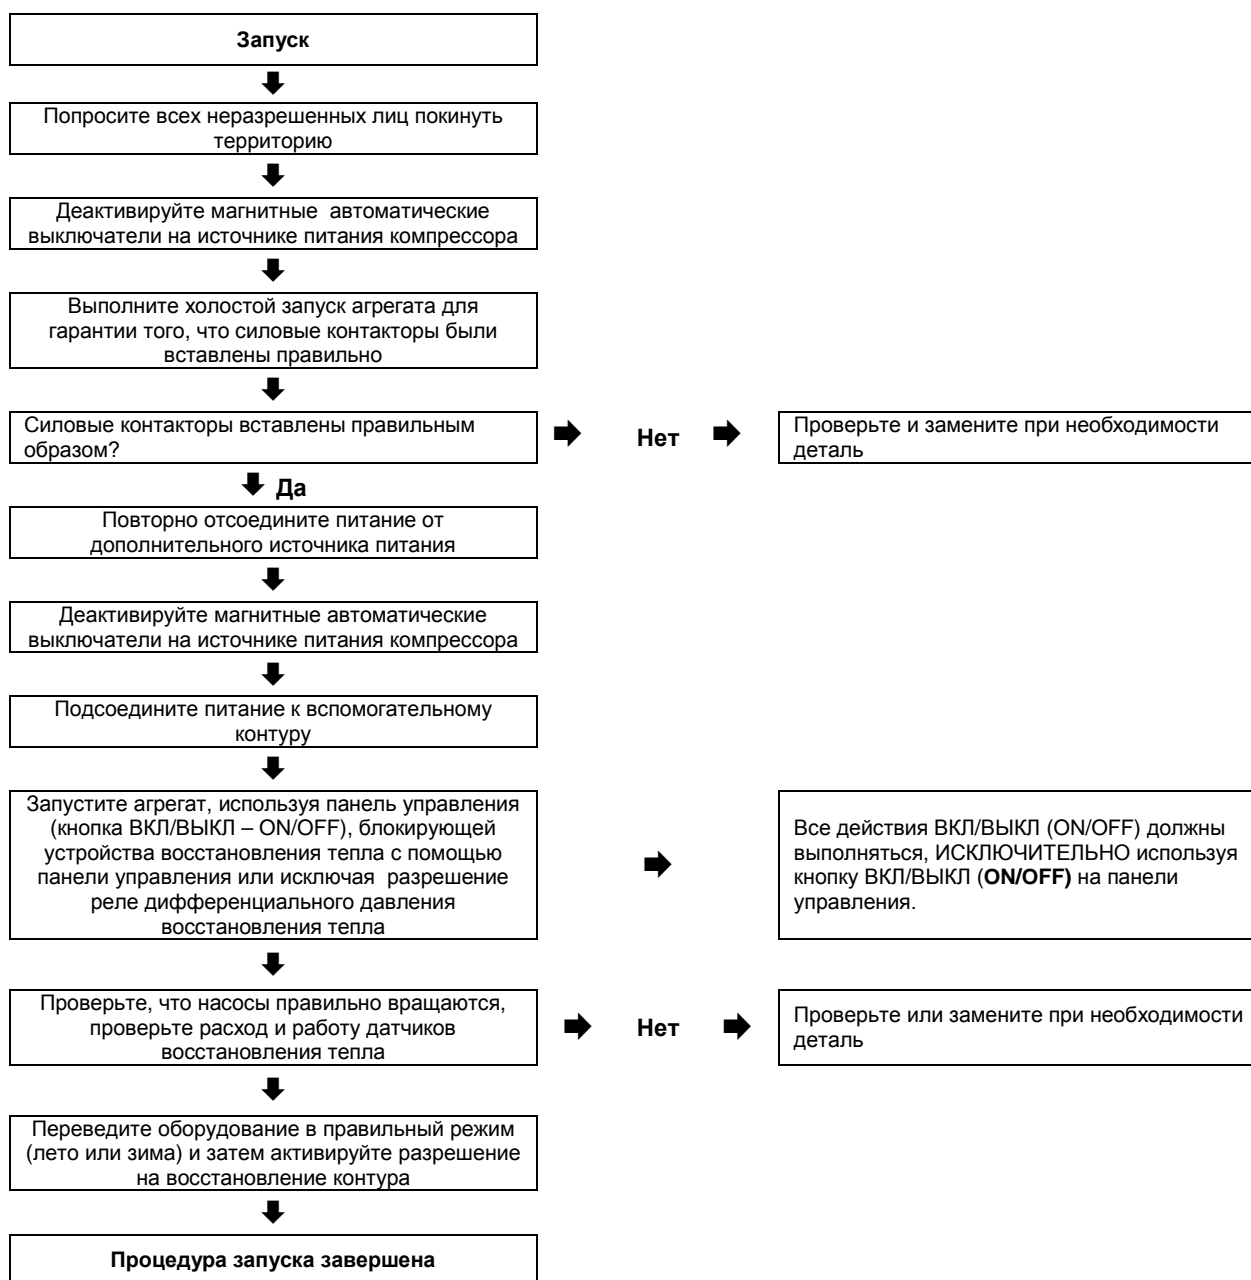 Запуск
Попросите всех неразрешенных лиц покинуть
территорию
Деактивируйте магнитные автоматические
выключатели на источнике питания компрессора
Выполните холостой запуск агрегата для
гарантии того, что силовые контакторы были
вставлены правильно
Силовые контакторы вставлены правильным
образом?
Нет
Проверьте и замените при необходимости
деталь
Да
Повторно отсоедините питание от
дополнительного источника питания
Деактивируйте магнитные автоматические
выключатели на источнике питания компрессора
Подсоедините питание к вспомогательному
контуру
Запустите агрегат, используя панель управления
(кнопка ВКЛ/ВЫКЛ – ON/OFF), блокирующей
устройства восстановления тепла с помощью
панели управления или исключая разрешение
реле дифференциального давления
восстановления тепла
Все действия ВКЛ/ВЫКЛ (ON/OFF) должны
выполняться, ИСКЛЮЧИТЕЛЬНО используя
кнопку ВКЛ/ВЫКЛ (ON/OFF) на панели
управления.
Проверьте, что насосы правильно вращаются,
проверьте расход и работу датчиков
восстановления тепла
Нет
Проверьте или замените при необходимости
деталь
Переведите оборудование в правильный режим
(лето или зима) и затем активируйте разрешение
на восстановление контура
Процедура запуска завершена